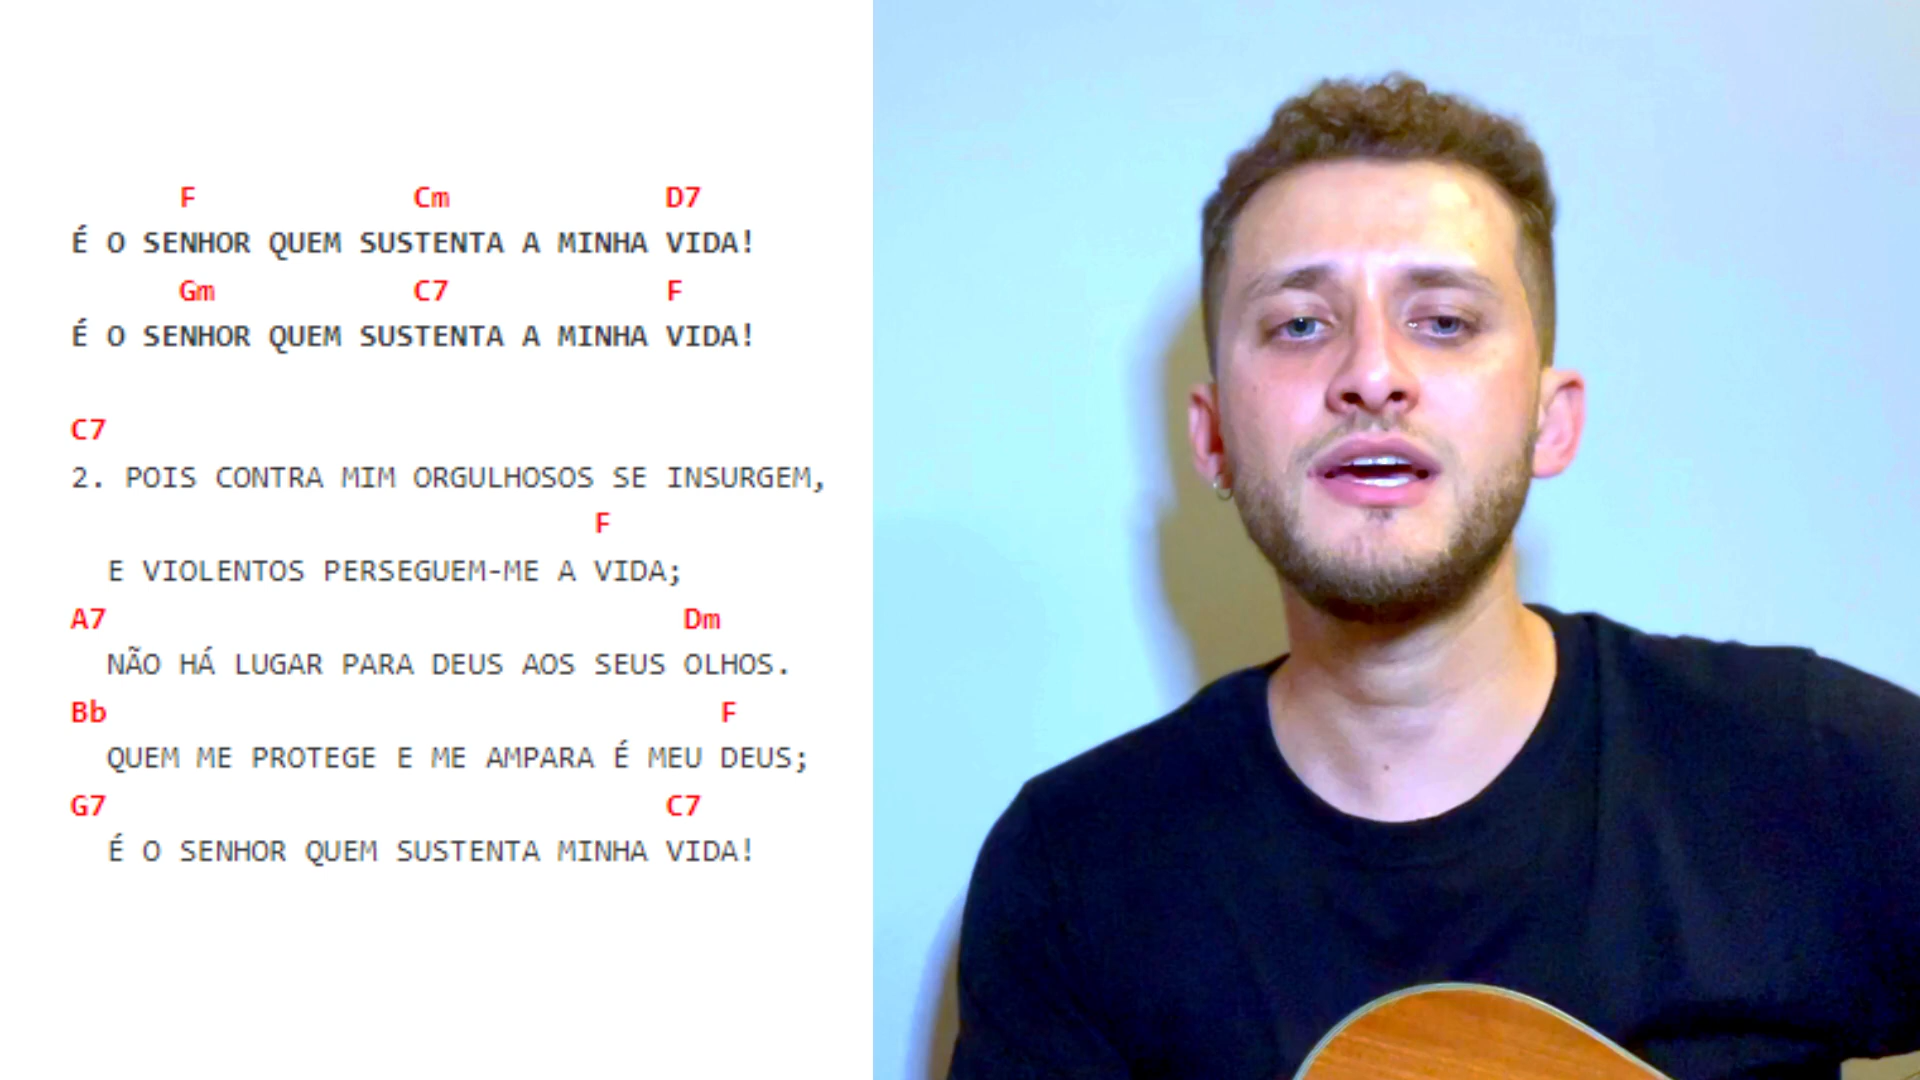 F Cm D7
É O SENHOR QUEM SUSTENTA A MINHA VIDA!
Gm C7 F
É O SENHOR QUEM SUSTENTA A MINHA VIDA!
C7
2. POIS CONTRA MIM ORGULHOSOS SE INSURGEM,
F
E VIOLENTOS PERSEGUEM-ME A VIDA;
A7 Dm
NÃO HÁ LUGAR PARA DEUS AOS SEUS OLHOS.
Bb F
QUEM ME PROTEGE E ME AMPARA É MEU DEUS;
G7 C7
É O SENHOR QUEM SUSTENTA MINHA VIDA!